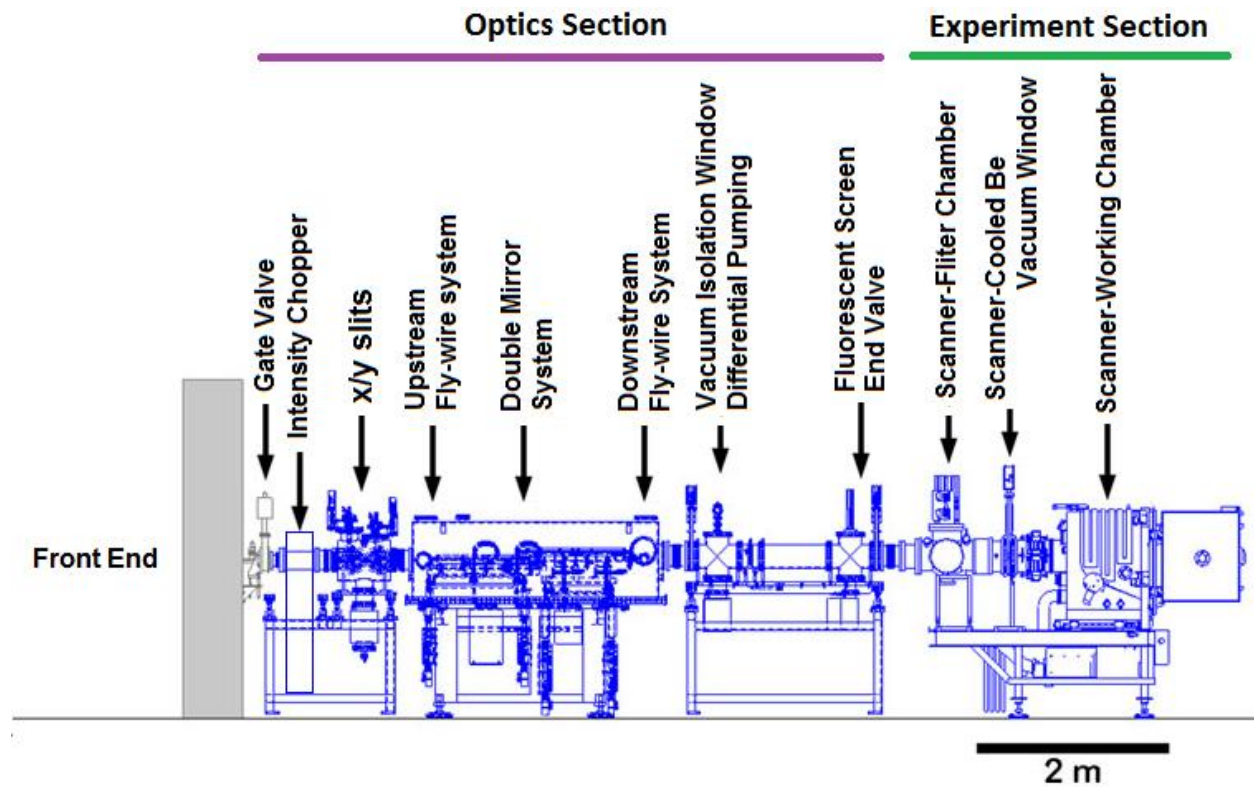 Optics Section
Experiment Section
Gate Valve
Intensity Chopper
x/y slits
Upstream
Fly-wire system
Double Mirror
System
Downstream
Fly-wire System
Vacuum Isolation Window
Differential Pumping
Fluorescent Screen
End Valve
Scanner-Fliter Chamber
Scanner-Cooled Be
Vacuum Window
Scanner-Working Chamber
Front End
2 m